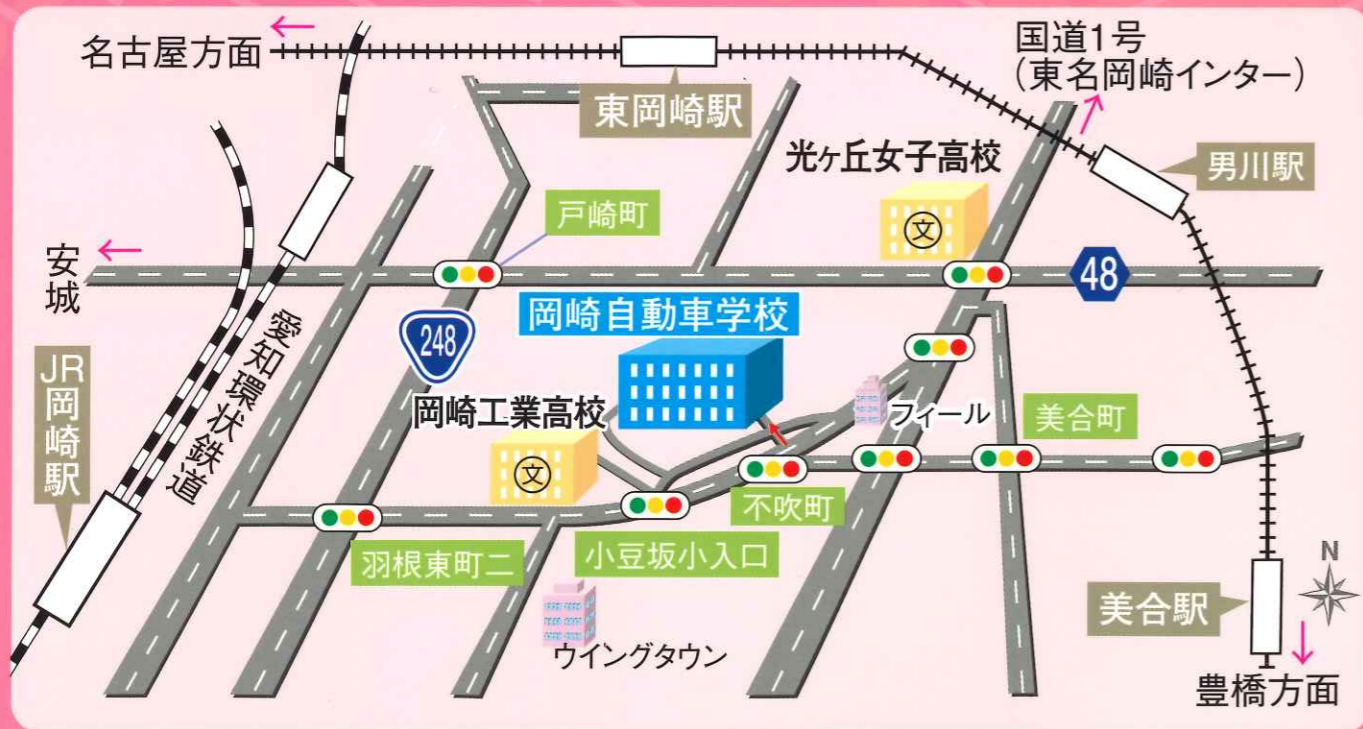 名古屋方面
東岡崎駅
国道1号
(東名岡崎インター)
光ヶ丘女子高校
文
男川駅
戸崎町
安城
48
岡崎自動車学校
248
愛知環状鉄道
JR岡崎駅
岡崎工業高校
文
フィール
美合町
不吹町
羽根東町二
小豆坂小入口
ウイングタウン
美合駅
N
豊橋方面